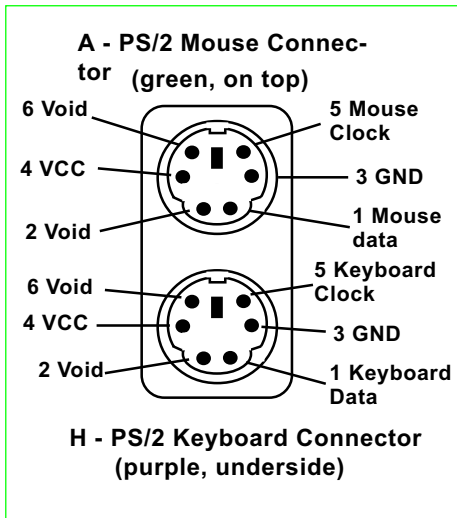 A - PS/2 Mouse Connec-
tor (green, on top)
6 Void
5 Mouse
Clock
4 VCC
3 GND
2 Void
1 Mouse
data
6 Void
5 Keyboard
Clock
4 VCC
3 GND
2 Void
1 Keyboard
Data
H - PS/2 Keyboard Connector
(purple, underside)